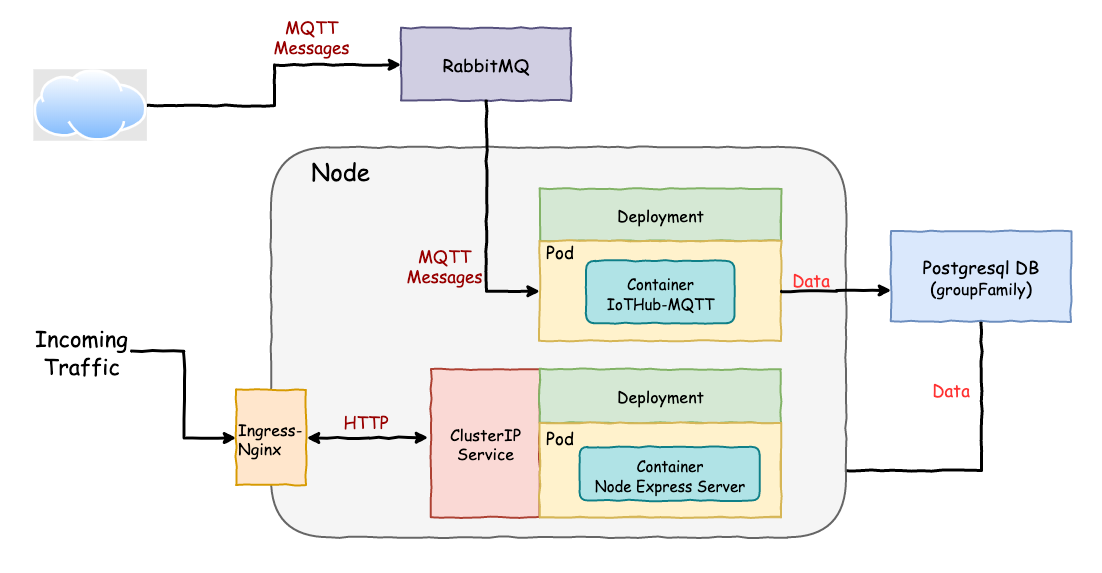 MQTT
Messages
RabbitMQ
Node
Deployment
Pod
Container
IoTHub-MQTT
MQTT
Messages
Data
Postgresql DB
(groupFamily)
Incoming
Traffic
Data
Ingress-
Nginx
HTTP
ClusterIP
Service
Deployment
Pod
Container
Node Express Server